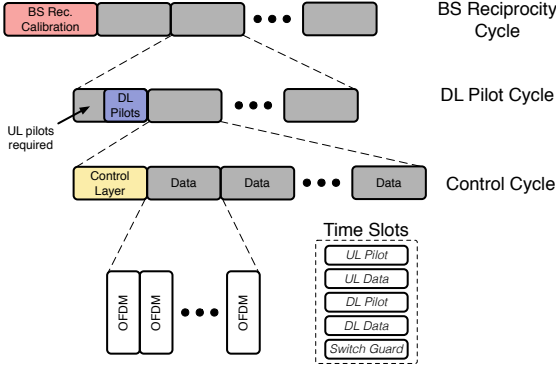 BS Rec.
Calibration
BS Reciprocity
Cycle
DL
Pilots
DL Pilot Cycle
UL pilots
required
Control
Layer
Data
Data
Data
Control Cycle
Time Slots
UL Pilot
UL Data
DL Pilot
DL Data
Switch Guard
OFDM
OFDM
OFDM